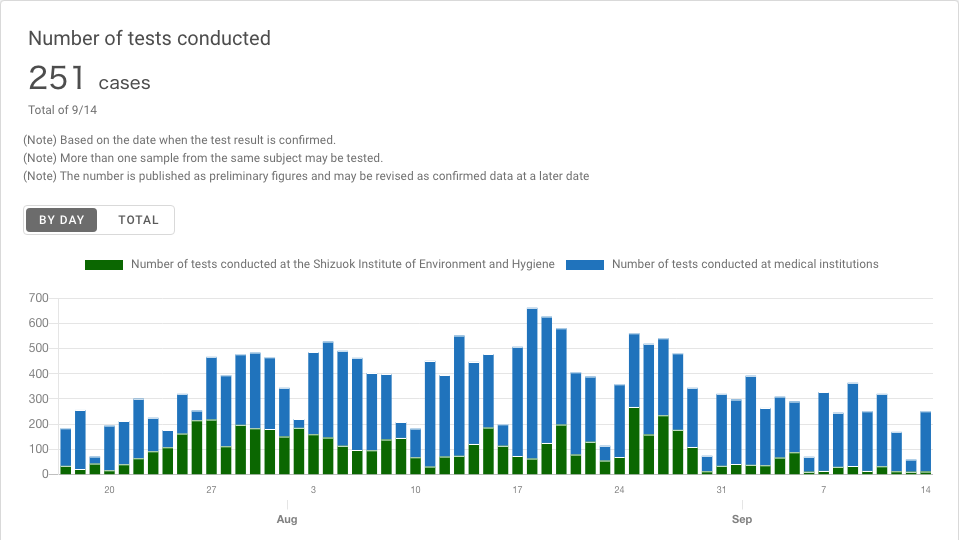 Number of tests conducted
251 cases
Total of 9/14
(Note) Based on the date when the test result is confirmed.
(Note) More than one sample from the same subject may be tested.
(Note) The number is published as preliminary figures and may be revised as confirmed data at a later date
BY DAY TOTAL
Number of tests conducted at the Shizuok Institute of Environment and Hygiene Number of tests conducted at medical institutions
700
600
500
400
300
200
100
0
20 27 3 10 17 24 31 7 14
Aug Sep